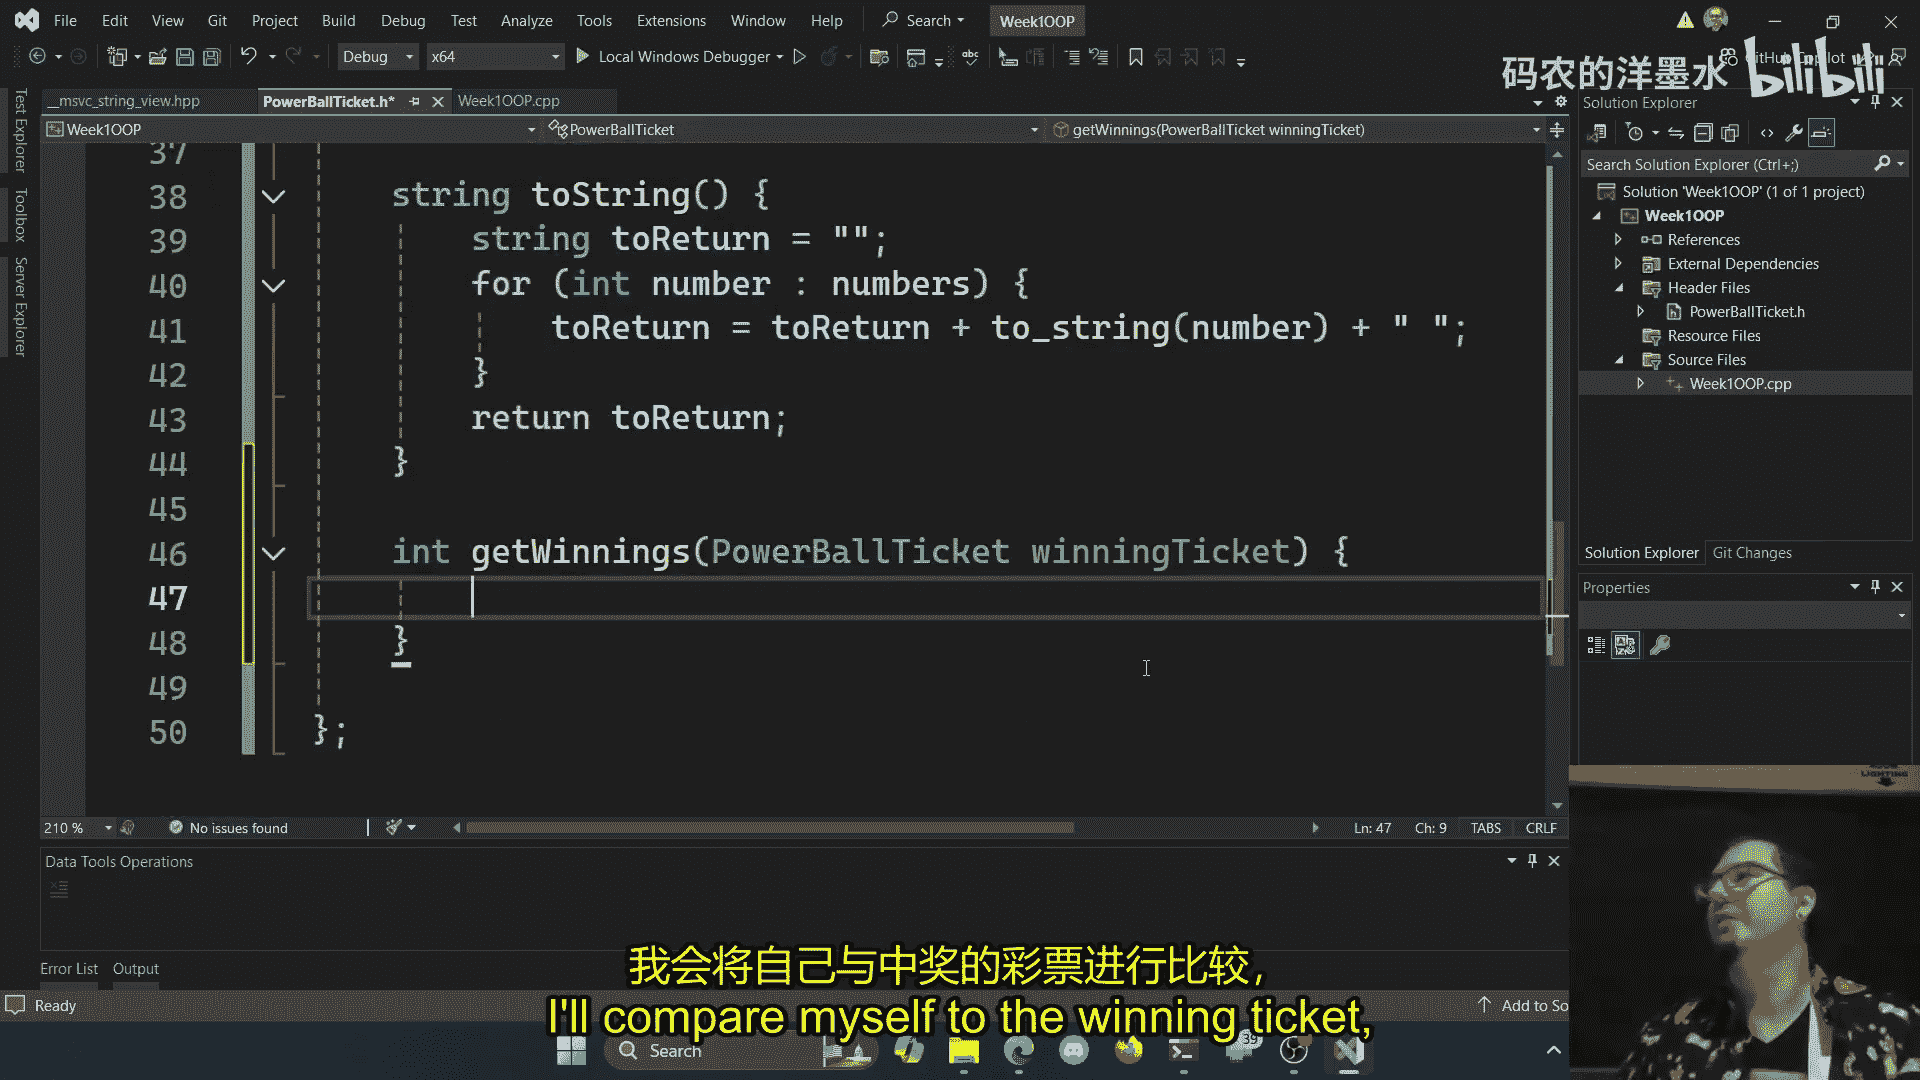 File Edit View Git Project Build Debug Test Analyze Tools Extensions Window Help Search Week1OOP
Debug x64 Local Windows Debugger
码农的洋墨水 bilibili
__msvc_string_view.hpp PowerBallTicket.h* Week1OOP.cpp
Week1OOP PowerBallTicket getWinnings(PowerBallTicket winningTicket)
Test Explorer
Toolbox
Server Explorer
37
38 string toString() {
39 string toReturn = "";
40 for (int number : numbers) {
41 toReturn = toReturn + to_string(number) + " ";
42 }
43 return toReturn;
44 }
45
46 int getWinnings(PowerBallTicket winningTicket) {
47
48 }
49
50 };
210 % No issues found Ln: 47 Ch: 9 TABS CRLF
Data Tools Operations
Error List Output
Ready Add to So
Solution Explorer
Search Solution Explorer (Ctrl+;)
Solution 'Week1OOP' (1 of 1 project)
Week1OOP
References
External Dependencies
Header Files
PowerBallTicket.h
Resource Files
Source Files
Week1OOP.cpp
Solution Explorer Git Changes
Properties
LIGHTING
我会将自己与中奖的彩票进行比较，
I'll compare myself to the winning ticket,
Search
39